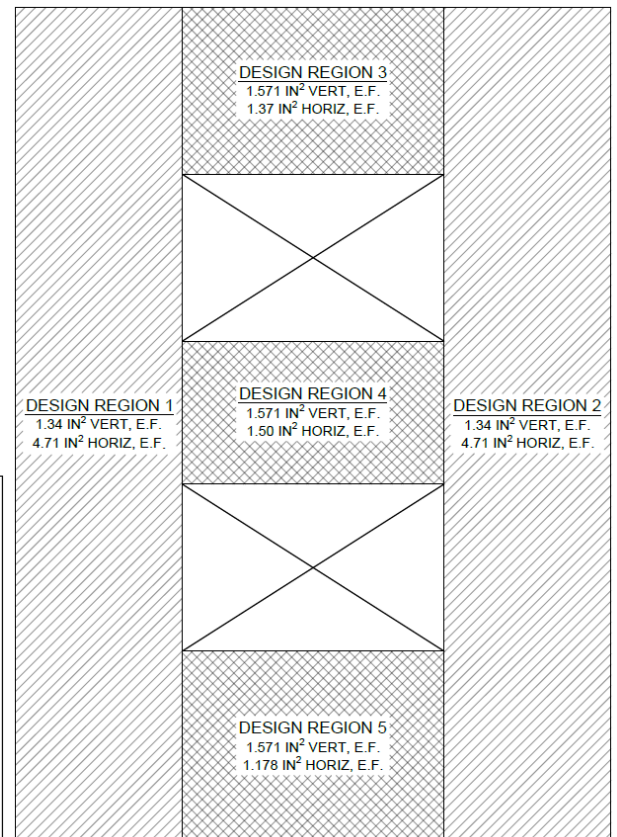 DESIGN REGION 3
1.571 IN² VERT, E.F.
1.37 IN² HORIZ, E.F.
DESIGN REGION 1
1.34 IN² VERT, E.F.
4.71 IN² HORIZ, E.F.
DESIGN REGION 4
1.571 IN² VERT, E.F.
1.50 IN² HORIZ, E.F.
DESIGN REGION 2
1.34 IN² VERT, E.F.
4.71 IN² HORIZ, E.F.
DESIGN REGION 5
1.571 IN² VERT, E.F.
1.178 IN² HORIZ, E.F.